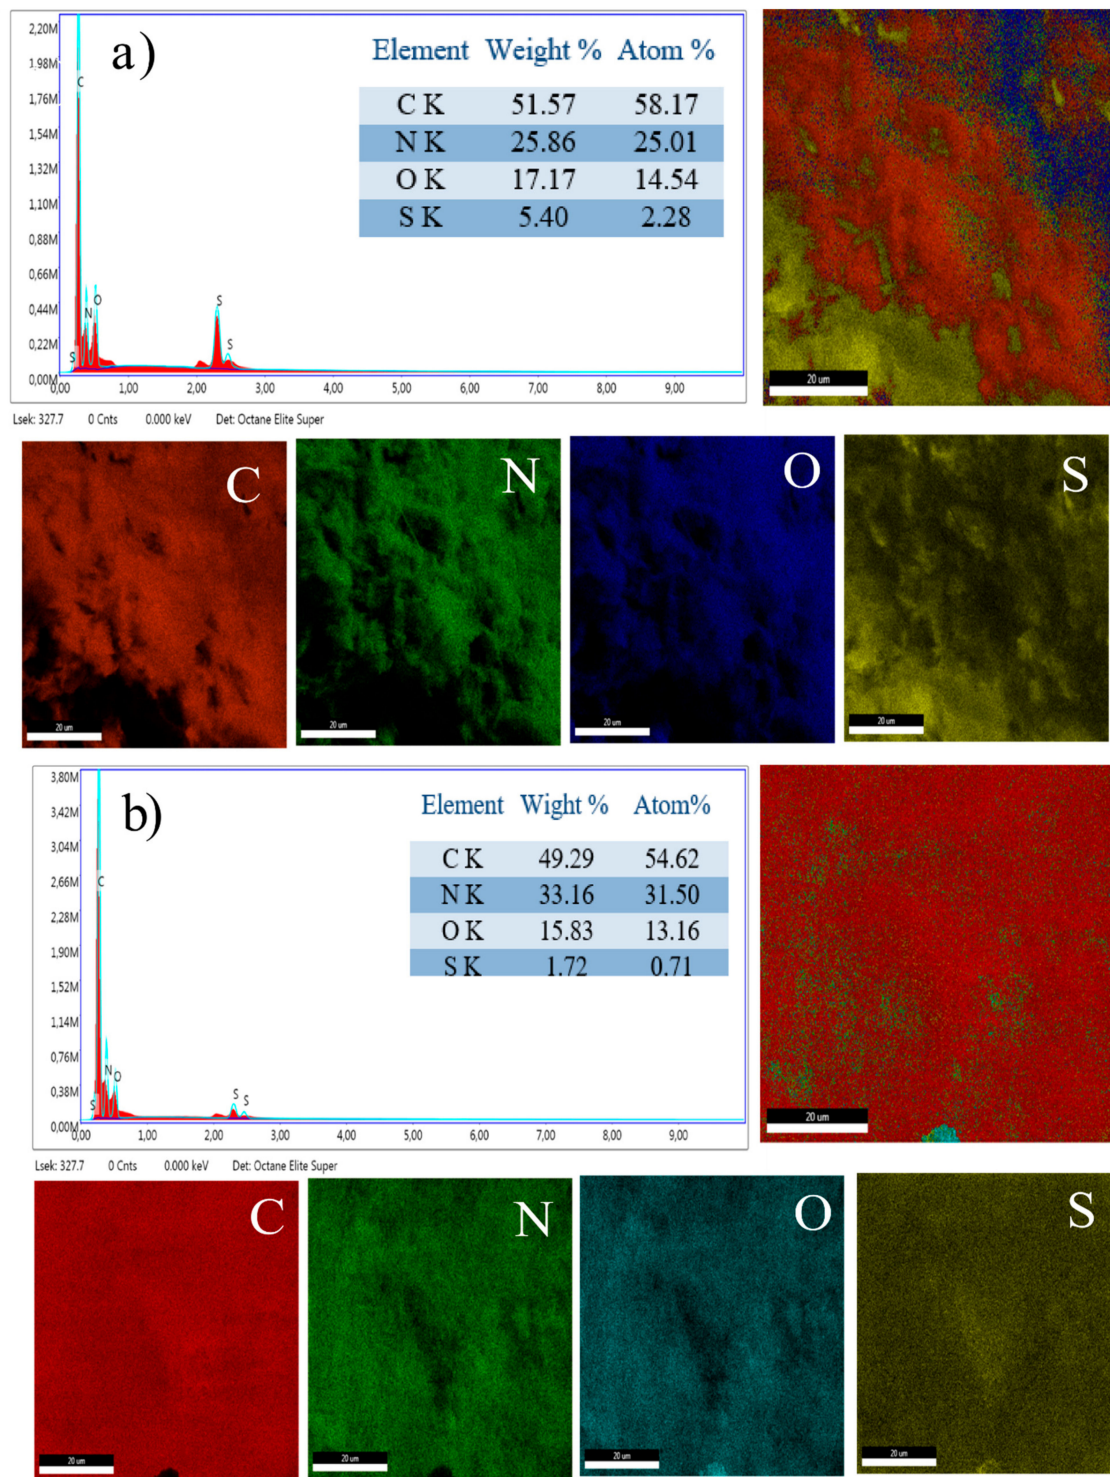 a)
Element Weight % Atom %
C K 51.57 58.17
N K 25.86 25.01
O K 17.17 14.54
S K 5.40 2.28
2,20M
1,98M
1,76M
1,54M
1,32M
1,10M
0,88M
0,66M
0,44M
0,22M
0,00M
C
N
O
S
S
S
0,00 1,00 2,00 3,00 4,00 5,00 6,00 7,00 8,00 9,00
Lsek: 327.7 0 Cnts 0.000 keV Det: Octane Elite Super
20 um
C
N
O
S
20 um
20 um
20 um
20 um
b)
Element Wight % Atom%
C K 49.29 54.62
N K 33.16 31.50
O K 15.83 13.16
S K 1.72 0.71
3,80M
3,42M
3,04M
2,66M
2,28M
1,90M
1,52M
1,14M
0,76M
0,38M
0,00M
C
N
O
S
S
S
0,00 1,00 2,00 3,00 4,00 5,00 6,00 7,00 8,00 9,00
Lsek: 327.7 0 Cnts 0.000 keV Det: Octane Elite Super
20 um
C
N
O
S
20 um
20 um
20 um
20 um